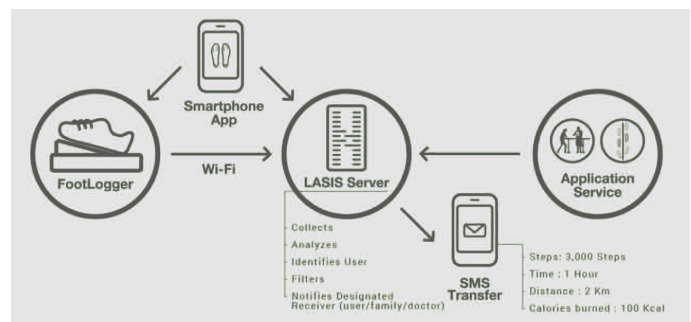 Smartphone
App
FootLogger
Wi-Fi
LASIS Server
Application
Service
Collects
Analyzes
Identifies User
Filters
Notifies Designated
Receiver (user/family/doctor)
SMS
Transfer
Steps: 3,000 Steps
Time : 1 Hour
Distance : 2 Km
Calories burned : 100 Kcal